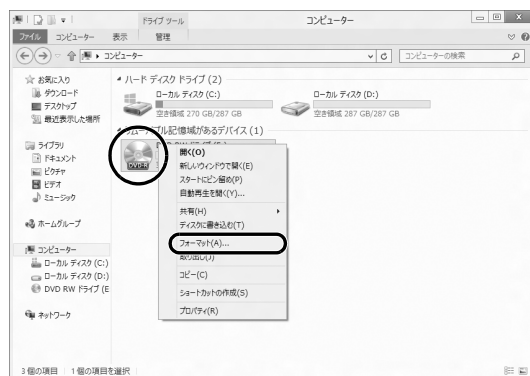 ドライブ ツール
コンピューター
ファイル コンピューター 表示 管理
コンピューター
コンピューターの検索
お気に入り
ダウンロード
デスクトップ
最近表示した場所
ライブラリ
ドキュメント
ピクチャ
ビデオ
ミュージック
ホームグループ
コンピューター
ローカル ディスク (C:)
ローカル ディスク (D:)
DVD RW ドライブ (E
ネットワーク
ハード ディスク ドライブ (2)
ローカル ディスク (C:)
空き領域 270 GB/287 GB
ローカル ディスク (D:)
空き領域 287 GB/287 GB
ブル記憶域があるデバイス (1)
DVD-R
開く(O)
新しいウィンドウで開く(E)
スタートにピン留め(P)
自動再生を開く(Y)...
共有(H)
ディスクに書き込む(T)
フォーマット(A)...
取り出し(J)
コピー(C)
ショートカットの作成(S)
プロパティ(R)
3 個の項目 1 個の項目を選択